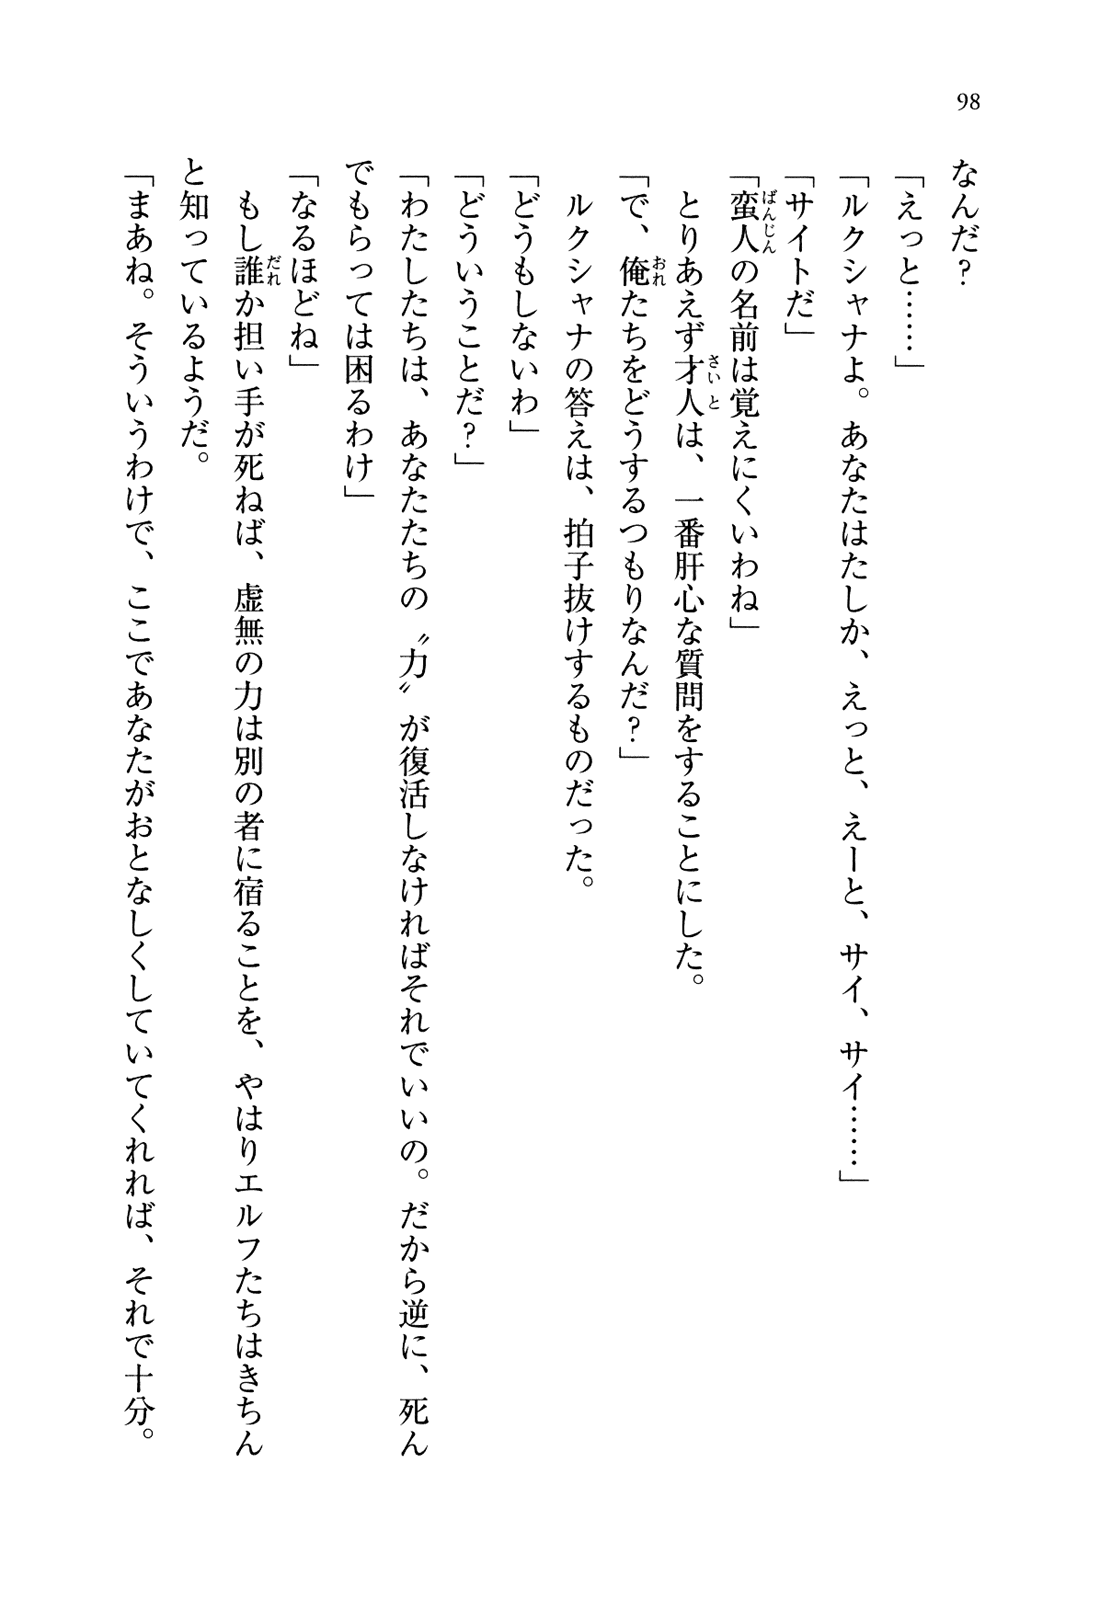 98
なんだ？
「えっと……」
「ルクシャナよ。あなたはたしか、えっと、えーと、サイ、サイ……」
「サイトだ」
「蛮人の名前は覚えにくいわね」
とりあえず才人は、一番肝心な質問をすることにした。
「で、俺たちをどうするつもりなんだ？」
ルクシャナの答えは、拍子抜けするものだった。
「どうもしないわ」
「どういうことだ？」
「わたしたちは、あなたたちの〝力〟が復活しなければそれでいいの。だから逆に、死ん
でもらっては困るわけ」
「なるほどね」
もし誰か担い手が死ねば、虚無の力は別の者に宿ることを、やはりエルフたちはきちん
と知っているようだ。
「まあね。そういうわけで、ここであなたがおとなしくしていてくれれば、それで十分。